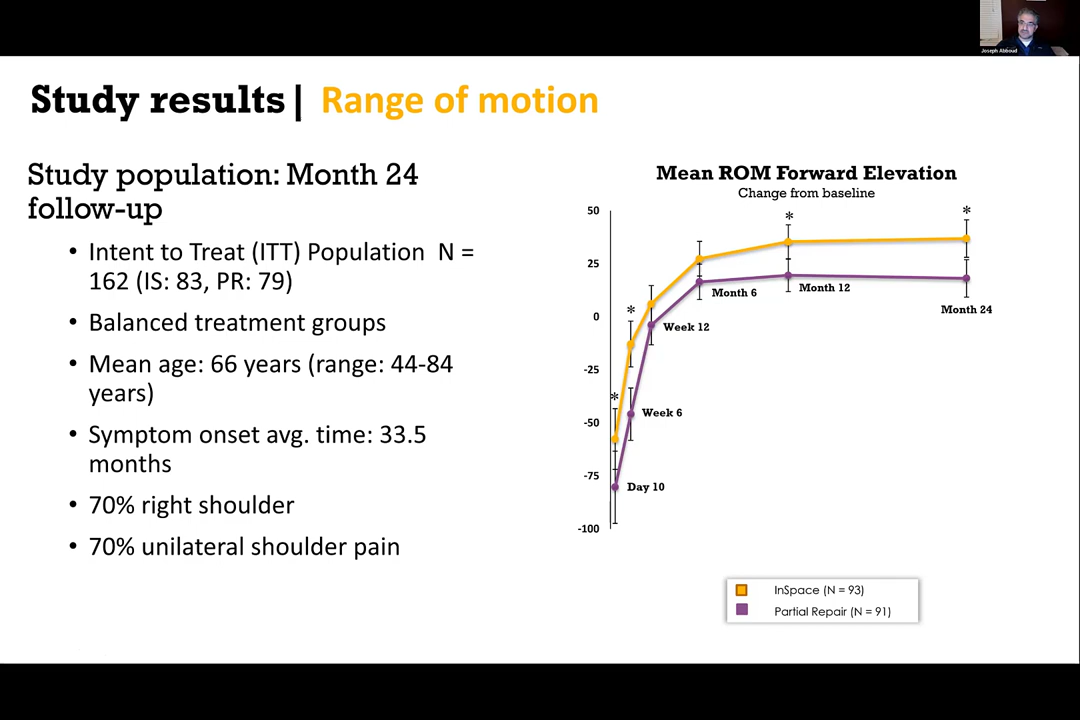 Joseph Abboud
Study results| Range of motion
Study population: Month 24
follow-up
• Intent to Treat (ITT) Population N =
162 (IS: 83, PR: 79)
• Balanced treatment groups
• Mean age: 66 years (range: 44-84
years)
• Symptom onset avg. time: 33.5
months
• 70% right shoulder
• 70% unilateral shoulder pain
Mean ROM Forward Elevation
Change from baseline
50
25
0
-25
-50
-75
-100
*
*
*
*
Day 10
Week 6
Week 12
Month 6
Month 12
Month 24
InSpace (N = 93)
Partial Repair (N = 91)